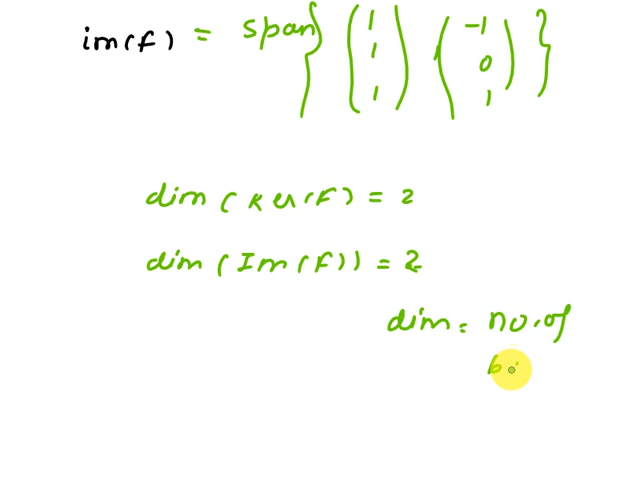 im(f) = span{ (1 1 1) , (-1 0 1) }
dim (Ker(F) = 2
dim (Im(F)) = 2
dim = no.of
b